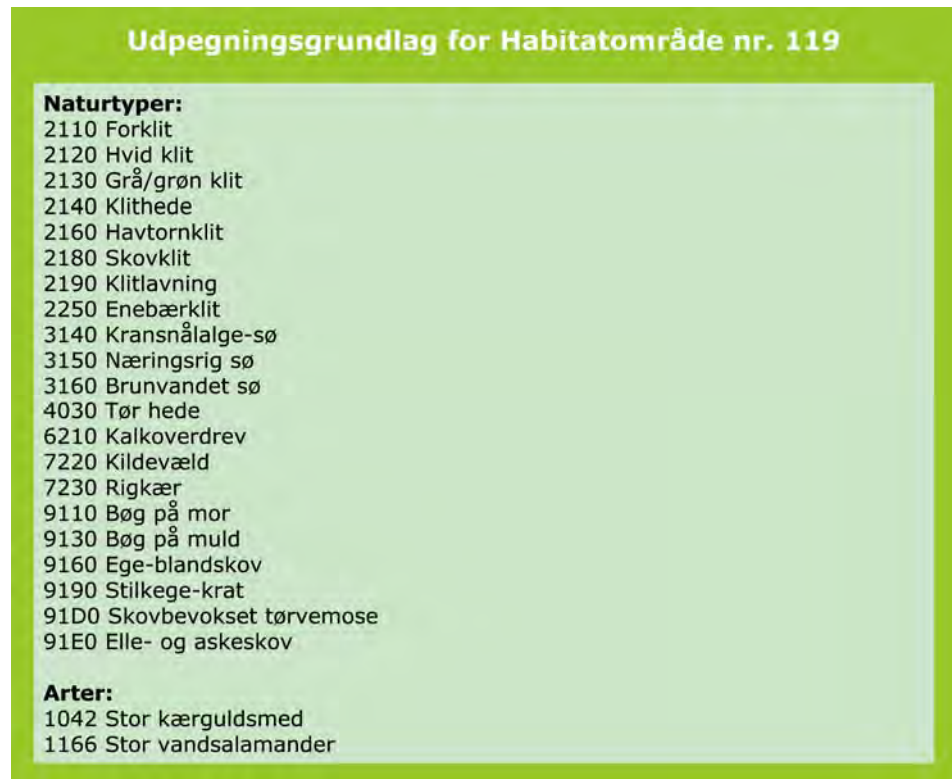 Udpegningsgrundlag for Habitatområde nr. 119
Naturtyper:
2110 Forklit
2120 Hvid klit
2130 Grå/grøn klit
2140 Klithede
2160 Havtornklit
2180 Skovklit
2190 Klitlavning
2250 Enebærklit
3140 Kransnålalge-sø
3150 Næringsrig sø
3160 Brunvandet sø
4030 Tør hede
6210 Kalkoverdrev
7220 Kildevæld
7230 Rigkær
9110 Bøg på mor
9130 Bøg på muld
9160 Ege-blandskov
9190 Stilkege-krat
91D0 Skovbevokset tørvemose
91E0 Elle- og askeskov
Arter:
1042 Stor kærguldsmed
1166 Stor vandsalamander